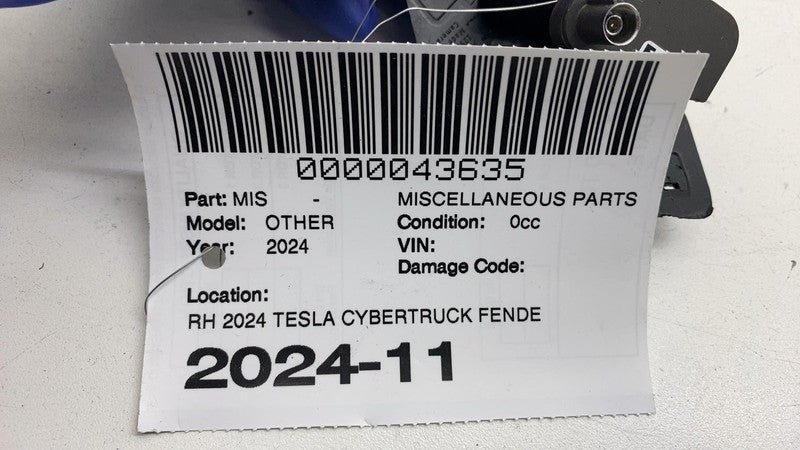 0000043635
Part: MIS - MISCELLANEOUS PARTS
Model: OTHER Condition: 0cc
Year: 2024 VIN:
Damage Code:
Location:
RH 2024 TESLA CYBERTRUCK FENDE
2024-11